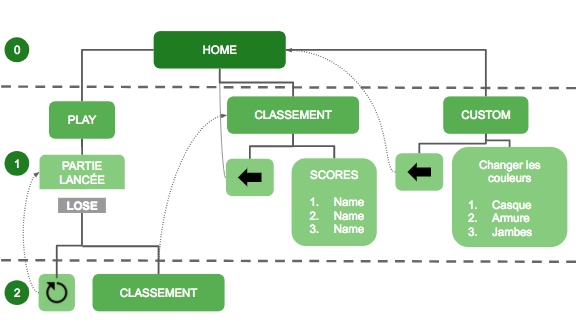 0
HOME
PLAY
CLASSEMENT
CUSTOM
1
PARTIE
LANCÉE
LOSE
SCORES
1. Name
2. Name
3. Name
Changer les
couleurs
1. Casque
2. Armure
3. Jambes
2
CLASSEMENT